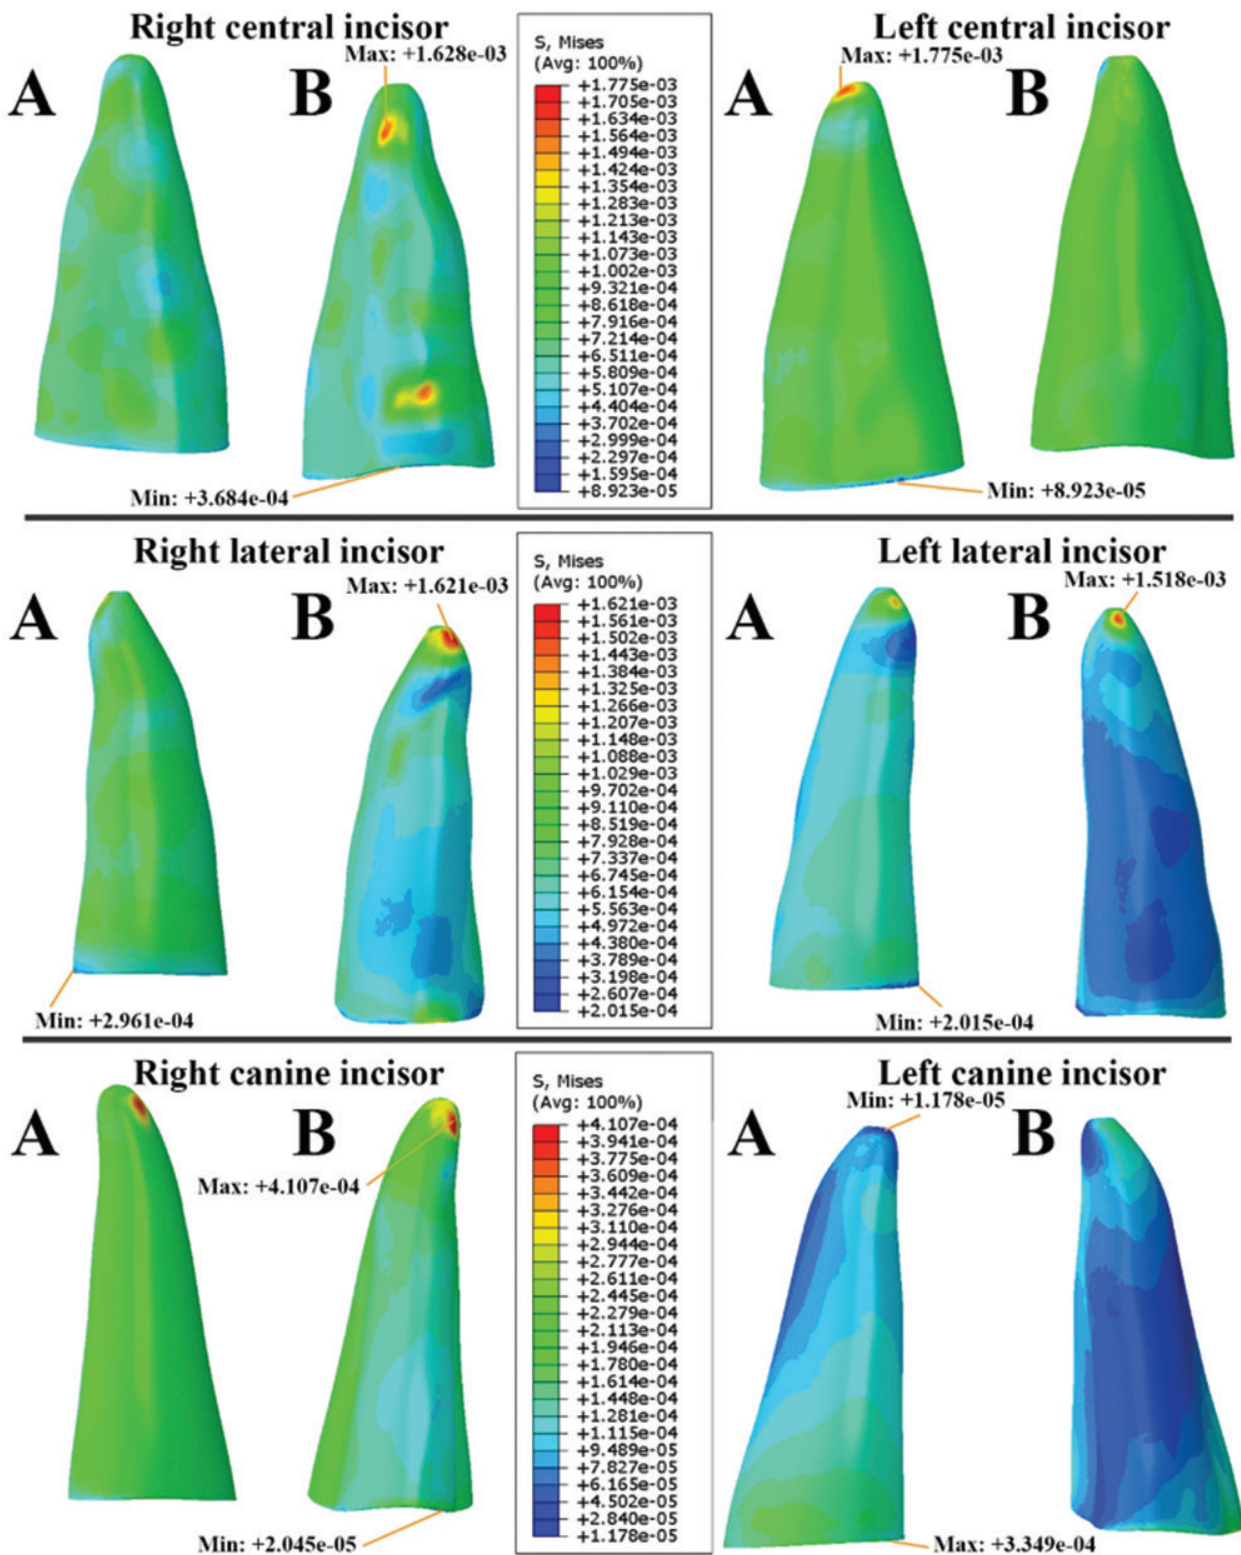 Right central incisor
Left central incisor
Max: +1.628e-03
Max: +1.775e-03
A
B
A
B
S, Mises
(Avg: 100%)
+1.775e-03
+1.705e-03
+1.634e-03
+1.564e-03
+1.494e-03
+1.424e-03
+1.354e-03
+1.283e-03
+1.213e-03
+1.143e-03
+1.073e-03
+1.002e-03
+9.321e-04
+8.618e-04
+7.916e-04
+7.214e-04
+6.511e-04
+5.809e-04
+5.107e-04
+4.404e-04
+3.702e-04
+2.999e-04
+2.297e-04
+1.595e-04
+8.923e-05
Min: +3.684e-04
Min: +8.923e-05
Right lateral incisor
Left lateral incisor
Max: +1.621e-03
Max: +1.518e-03
A
B
A
B
S, Mises
(Avg: 100%)
+1.621e-03
+1.561e-03
+1.502e-03
+1.443e-03
+1.384e-03
+1.325e-03
+1.266e-03
+1.207e-03
+1.148e-03
+1.088e-03
+1.029e-03
+9.702e-04
+9.110e-04
+8.519e-04
+7.928e-04
+7.337e-04
+6.745e-04
+6.154e-04
+5.563e-04
+4.972e-04
+4.380e-04
+3.789e-04
+3.198e-04
+2.607e-04
+2.015e-04
Min: +2.961e-04
Min: +2.015e-04
Right canine incisor
Left canine incisor
Min: +1.178e-05
A
B
A
B
Max: +4.107e-04
S, Mises
(Avg: 100%)
+4.107e-04
+3.941e-04
+3.775e-04
+3.609e-04
+3.442e-04
+3.276e-04
+3.110e-04
+2.944e-04
+2.777e-04
+2.611e-04
+2.445e-04
+2.279e-04
+2.113e-04
+1.946e-04
+1.780e-04
+1.614e-04
+1.448e-04
+1.281e-04
+1.115e-04
+9.489e-05
+7.827e-05
+6.165e-05
+4.502e-05
+2.840e-05
+1.178e-05
Min: +2.045e-05
Max: +3.349e-04